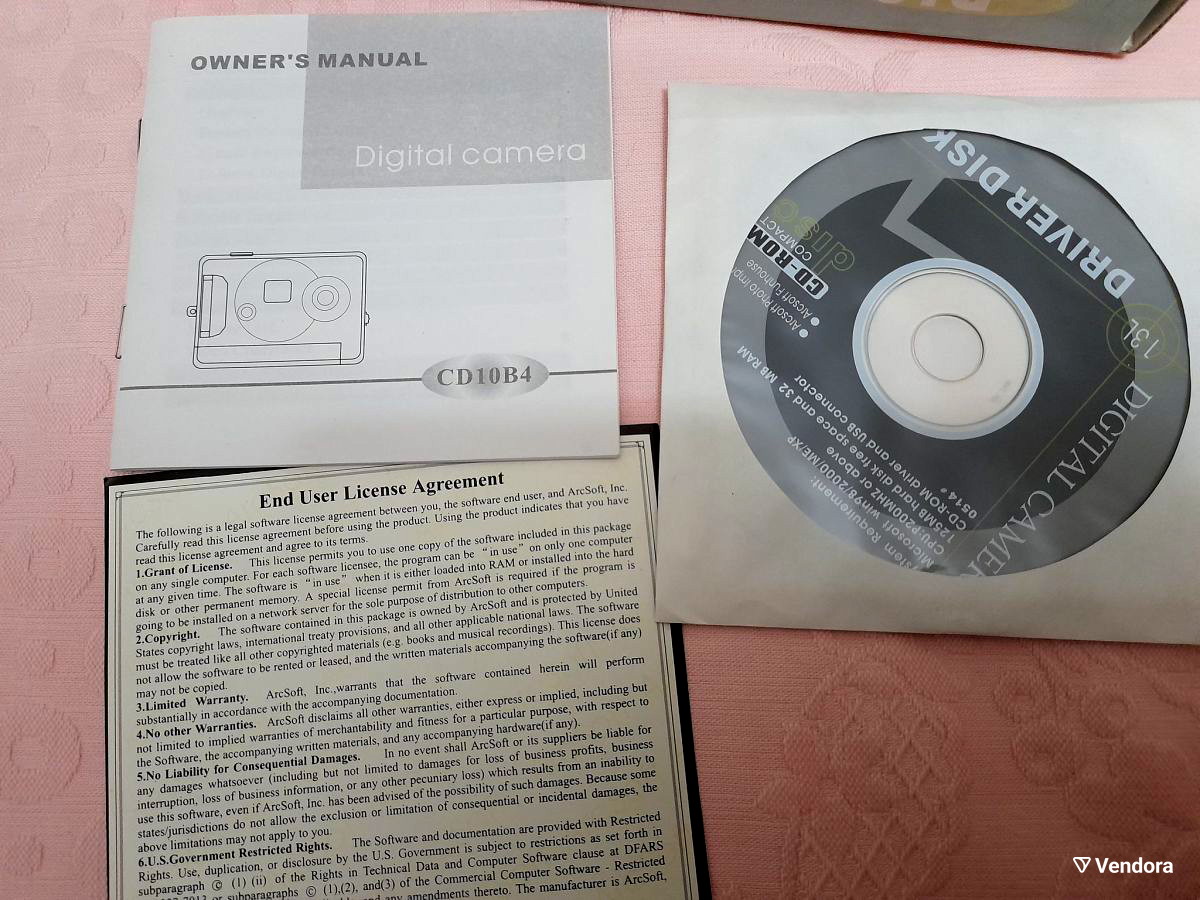 OWNER'S MANUAL
Digital camera
CD10B4
DRIVER DISK
13L
DIGITAL
disc
COMPACT
CD-ROM
Arcsoft Photo
Arcsoft Funhouse
Requirement:
Microsoft win98/2000/ME/XP
CPU:P200MHZ or above
125MB hard disk free space and 32 MB RAM
CD-ROM driver and USB connector
0514*
End User License Agreement
The following is a legal software license agreement between you, the software end user, and ArcSoft, Inc.
Carefully read this license agreement before using the product. Using the product indicates that you have
read this license agreement and agree to its terms.
1.Grant of License. This license permits you to use one copy of the software included in this package
on any single computer. For each software licensee, the program can be "in use" on only one computer
at any given time. The software is "in use" when it is either loaded into RAM or installed into the hard
disk or other permanent memory. A special license permit from ArcSoft is required if the program is
going to be installed on a network server for the sole purpose of distribution to other computers.
2.Copyright. The software contained in this package is owned by ArcSoft and is protected by United
States copyright laws, international treaty provisions, and all other applicable national laws. The software
must be treated like all other copyrighted materials (e.g. books and musical recordings). This license does
not allow the software to be rented or leased, and the written materials accompanying the software(if any)
may not be copied.
3.Limited Warranty. ArcSoft, Inc.,warrants that the software contained herein will perform
substantially in accordance with the accompanying documentation.
4.No other Warranties. ArcSoft disclaims all other warranties, either express or implied, including but
not limited to implied warranties of merchantability and fitness for a particular purpose, with respect to
the Software, the accompanying written materials, and any accompanying hardware(if any).
5.No Liability for Consequential Damages. In no event shall ArcSoft or its suppliers be liable for
any damages whatsoever (including but not limited to damages for loss of business profits, business
interruption, loss of business information, or any other pecuniary loss) which results from an inability to
use this software, even if ArcSoft, Inc. has been advised of the possibility of such damages. Because some
states/jurisdictions do not allow the exclusion or limitation of consequential or incidental damages, the
above limitations may not apply to you.
6.U.S.Government Restricted Rights. The Software and documentation are provided with Restricted
Rights. Use, duplication, or disclosure by the U.S. Government is subject to restrictions as set forth in
subparagraph © (1) (ii) of the Rights in Technical Data and Computer Software clause at DFARS
subparagraphs © (1),(2), and(3) of the Commercial Computer Software - Restricted
any amendments thereto. The manufacturer is ArcSoft,
Vendora